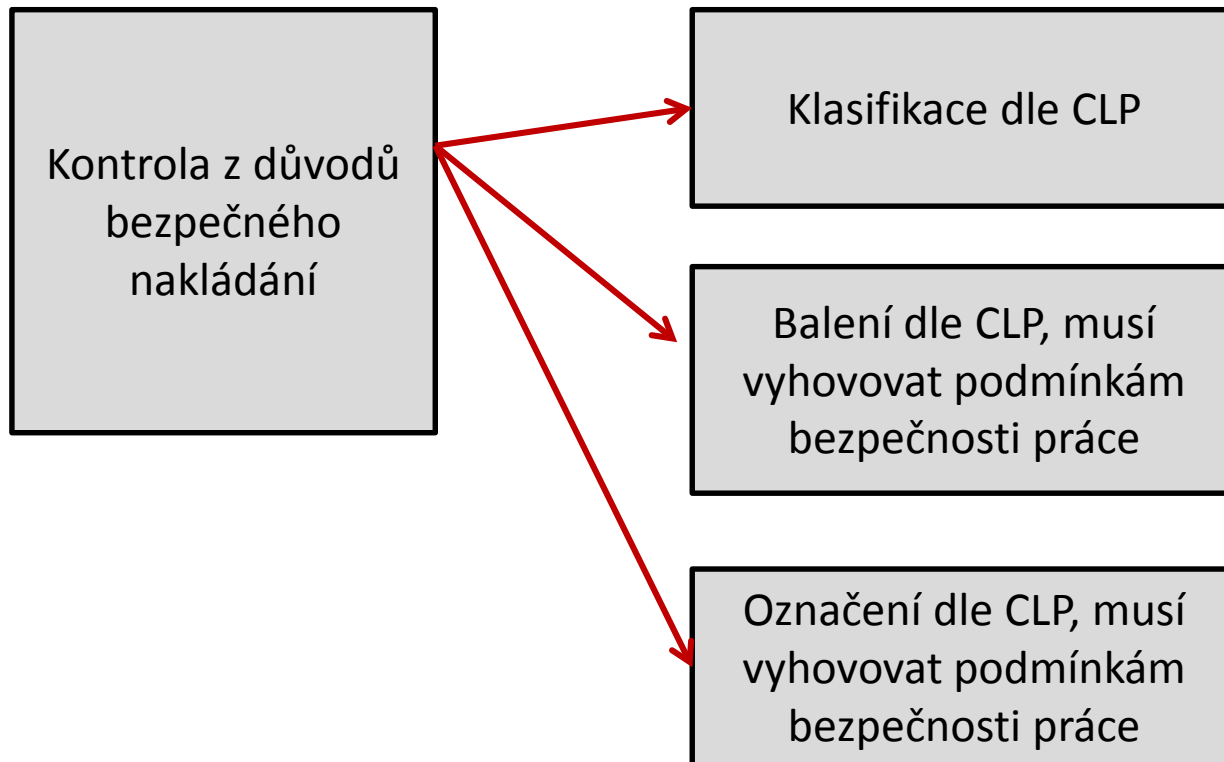 Kontrola z důvodů
bezpečného
nakládání
Klasifikace dle CLP
Balení dle CLP, musí
vyhovovat podmínkám
bezpečnosti práce
Označení dle CLP, musí
vyhovovat podmínkám
bezpečnosti práce